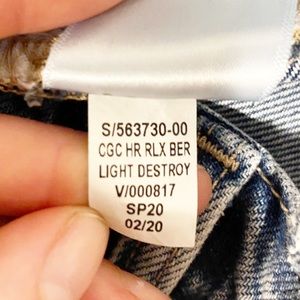 S/563730-00
CGC HR RLX BER
LIGHT DESTROY
V/000817
SP20
02/20